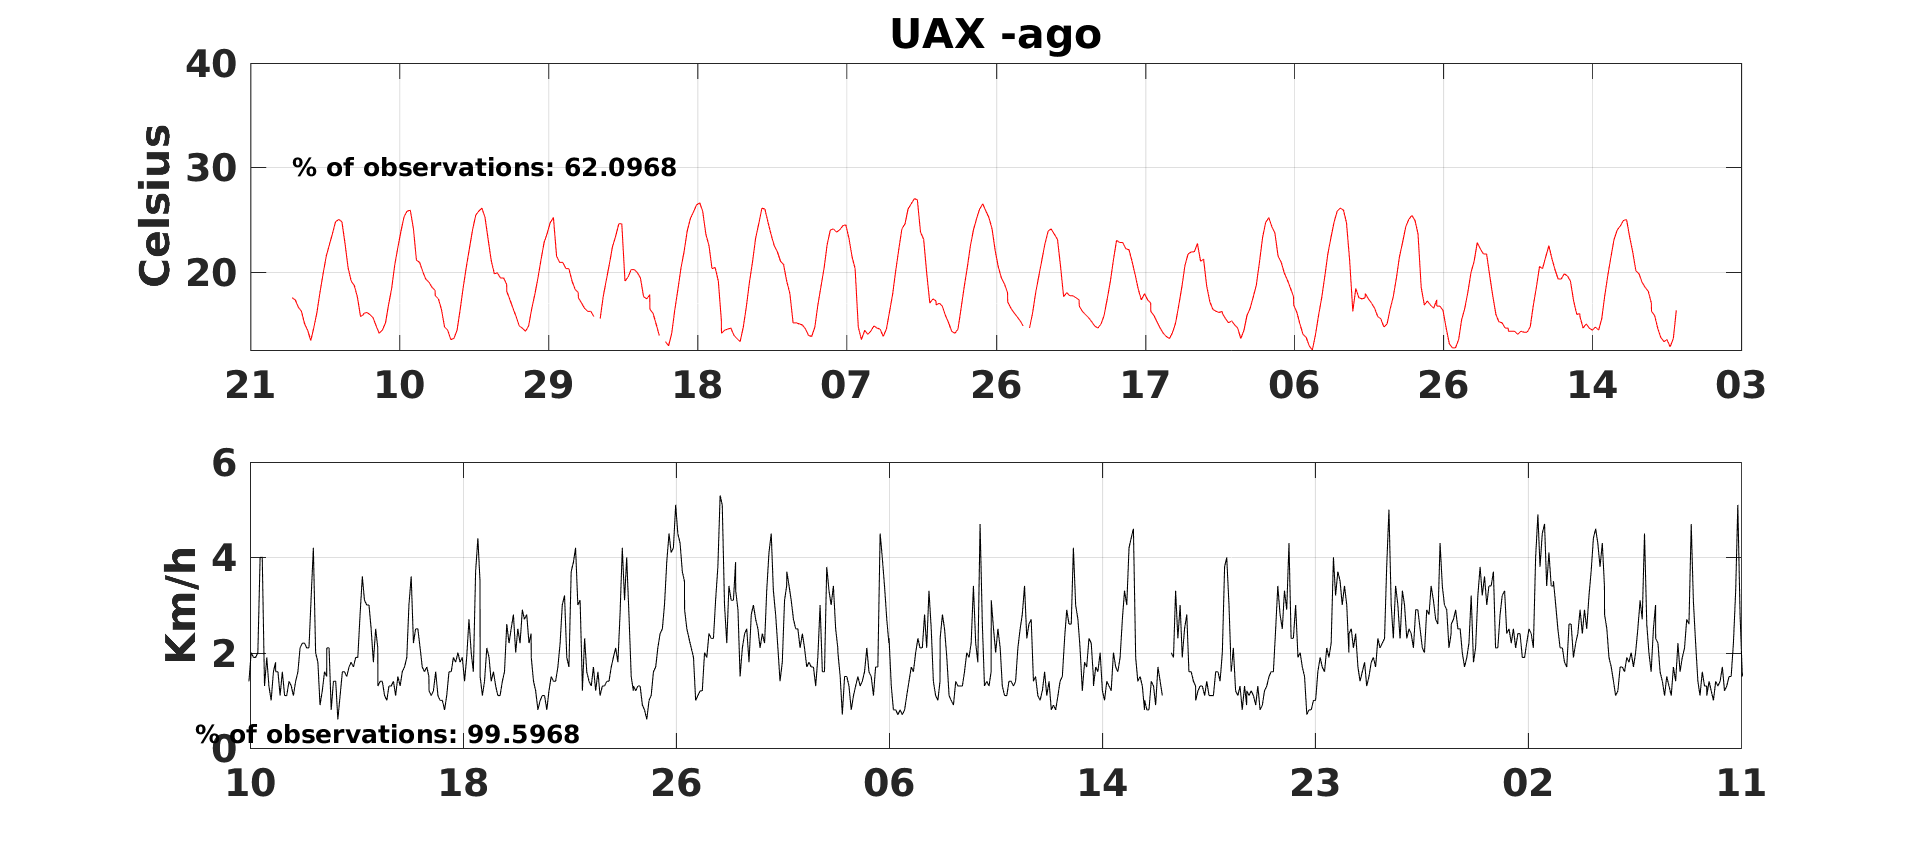 UAX -ago
40
30
20
Celsius
% of observations: 62.0968
21 10 29 18 07 26 17 06 26 14 03
6
4
2
0
Km/h
% of observations: 99.5968
10 18 26 06 14 23 02 11